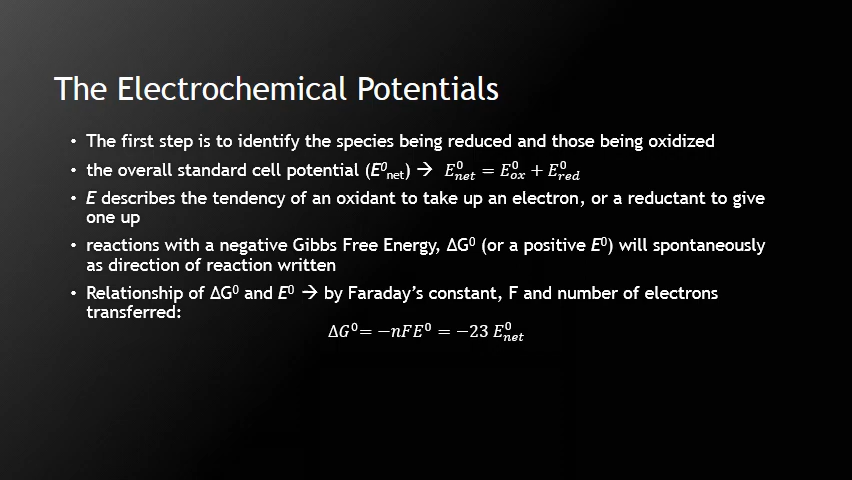 The Electrochemical Potentials
• The first step is to identify the species being reduced and those being oxidized
• the overall standard cell potential (E⁰net) → E⁰net = E⁰ox + E⁰red
• E describes the tendency of an oxidant to take up an electron, or a reductant to give
one up
• reactions with a negative Gibbs Free Energy, ΔG⁰ (or a positive E⁰) will spontaneously
as direction of reaction written
• Relationship of ΔG⁰ and E⁰ → by Faraday's constant, F and number of electrons
transferred:
ΔG⁰= −nFE⁰ = −23 E⁰net